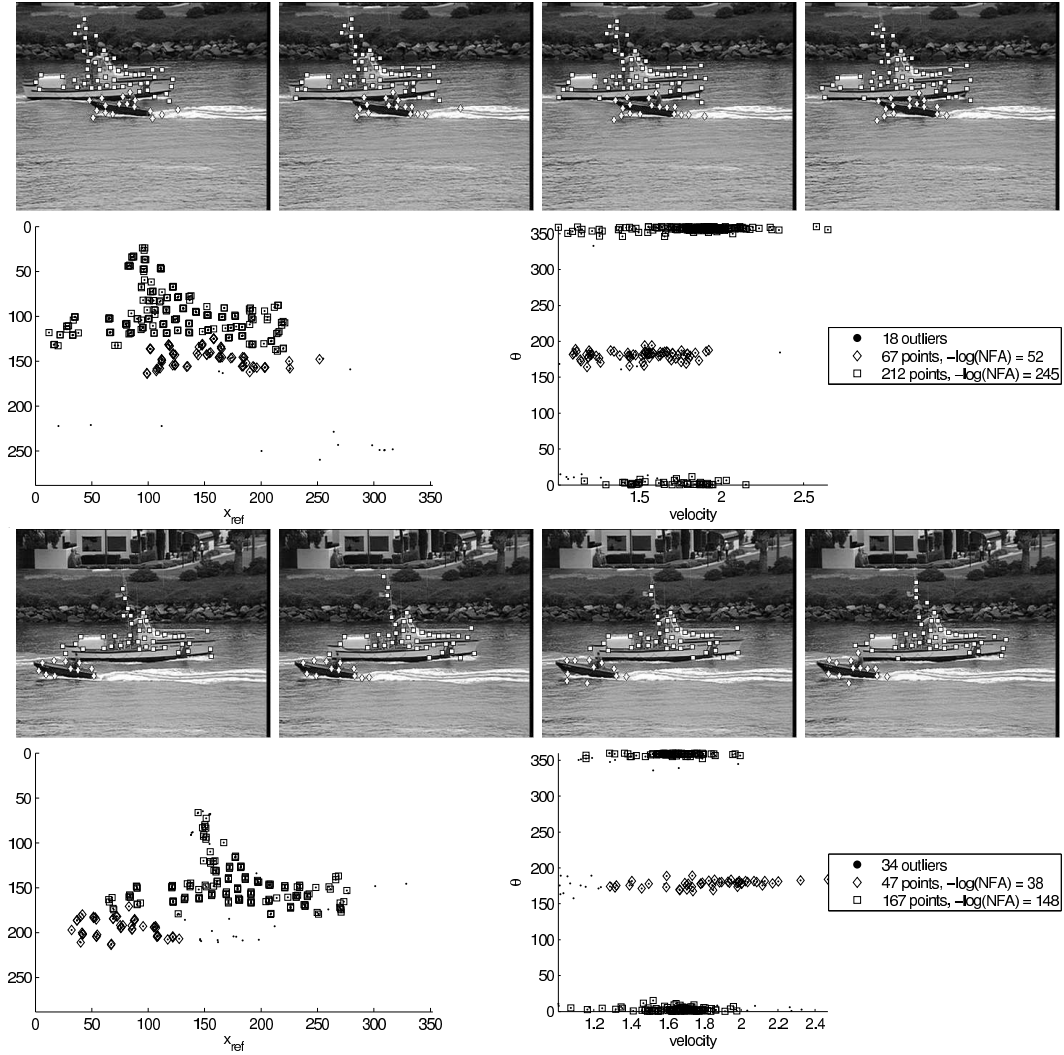 0
50
100
150
200
250
0 50 100 150 200 250 300 350
x_ref
350
300
250
200
150
100
50
0
θ
1.5 2 2.5
velocity
18 outliers
67 points, −log(NFA) = 52
212 points, −log(NFA) = 245
0
50
100
150
200
250
0 50 100 150 200 250 300 350
x_ref
350
300
250
200
150
100
50
0
θ
1.2 1.4 1.6 1.8 2 2.2 2.4
velocity
34 outliers
47 points, −log(NFA) = 38
167 points, −log(NFA) = 148